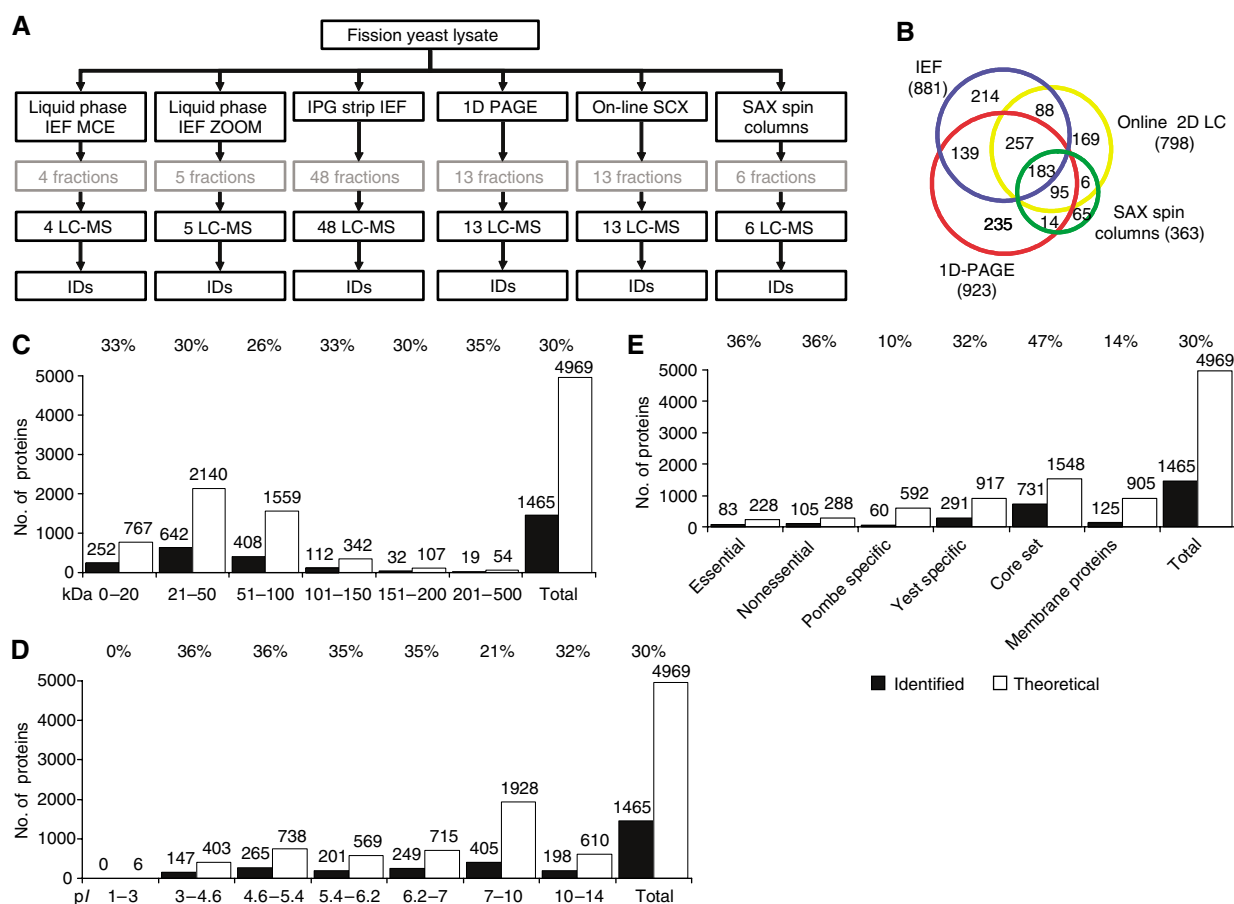 A
Fission yeast lysate
Liquid phase
IEF MCE
Liquid phase
IEF ZOOM
IPG strip IEF
1D PAGE
On-line SCX
SAX spin
columns
4 fractions
5 fractions
48 fractions
13 fractions
13 fractions
6 fractions
4 LC-MS
5 LC-MS
48 LC-MS
13 LC-MS
13 LC-MS
6 LC-MS
IDs
IDs
IDs
IDs
IDs
IDs
B
IEF
(881)
214
88
Online 2D LC
(798)
169
139
257
183
6
95
65
14
235
SAX spin
columns (363)
1D-PAGE
(923)
C
33% 30% 26% 33% 30% 35% 30%
No. of proteins
5000
4000
3000
2000
1000
0
252 767
642 2140
408 1559
112 342
32 107
19 54
1465 4969
kDa 0–20 21–50 51–100 101–150 151–200 201–500 Total
E
36% 36% 10% 32% 47% 14% 30%
No. of proteins
5000
4000
3000
2000
1000
0
83 228
105 288
60 592
291 917
731 1548
125 905
1465 4969
Essential
Nonessential
Pombe specific
Yest specific
Core set
Membrane proteins
Total
Identified
Theoretical
D
0% 36% 36% 35% 35% 21% 32% 30%
No. of proteins
5000
4000
3000
2000
1000
0
0 6
147 403
265 738
201 569
249 715
405 1928
198 610
1465 4969
pI 1–3 3–4.6 4.6–5.4 5.4–6.2 6.2–7 7–10 10–14 Total